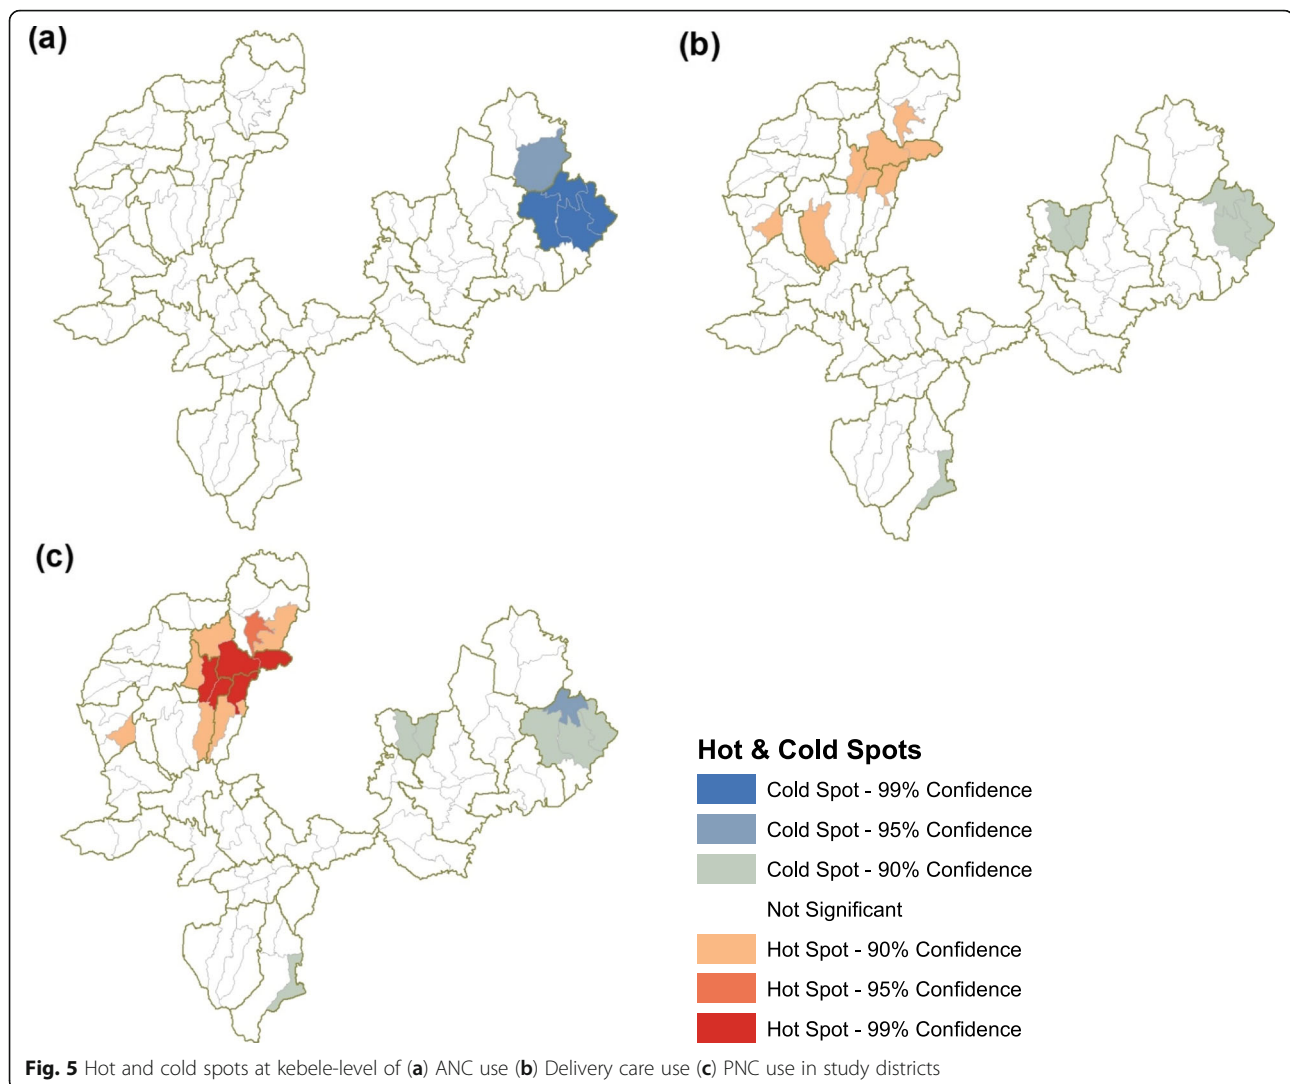 (a)
(b)
(c)
Hot & Cold Spots
Cold Spot - 99% Confidence
Cold Spot - 95% Confidence
Cold Spot - 90% Confidence
Not Significant
Hot Spot - 90% Confidence
Hot Spot - 95% Confidence
Hot Spot - 99% Confidence
Fig. 5 Hot and cold spots at kebele-level of (a) ANC use (b) Delivery care use (c) PNC use in study districts